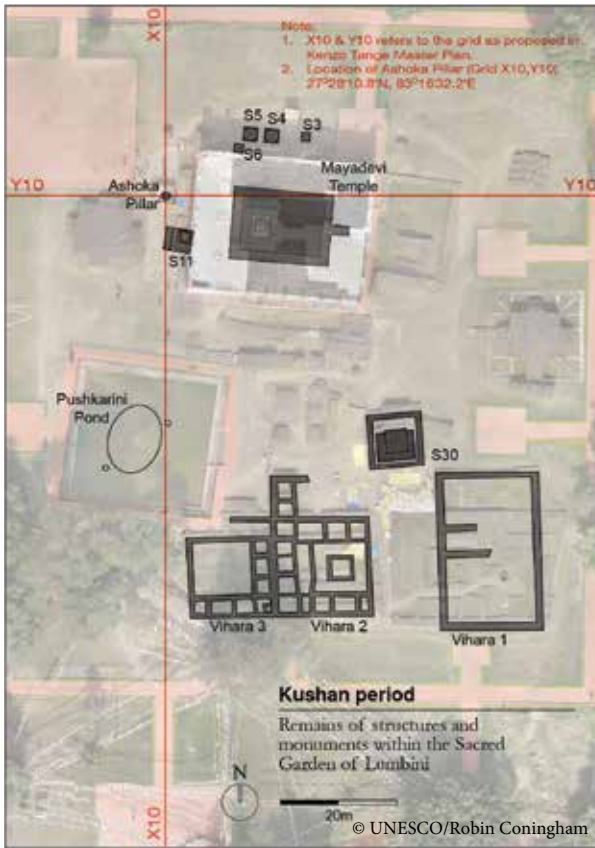 X10
Note:
1. X10 & Y10 refers to the grid as proposed in
Kenzo Tange Master Plan.
2. Location of Ashoka Pillar (Grid X10,Y10)
S5 S4 S3
S6
Mayadevi
Temple
Y10
Ashoka
Pillar
Y10
S11
Pushkarini
Pond
S30
Vihara 3
Vihara 2
Vihara 1
Kushan period
Remains of structures and
monuments within the Sacred
Garden of Lumbini
N
20m
X10
© UNESCO/Robin Coningham